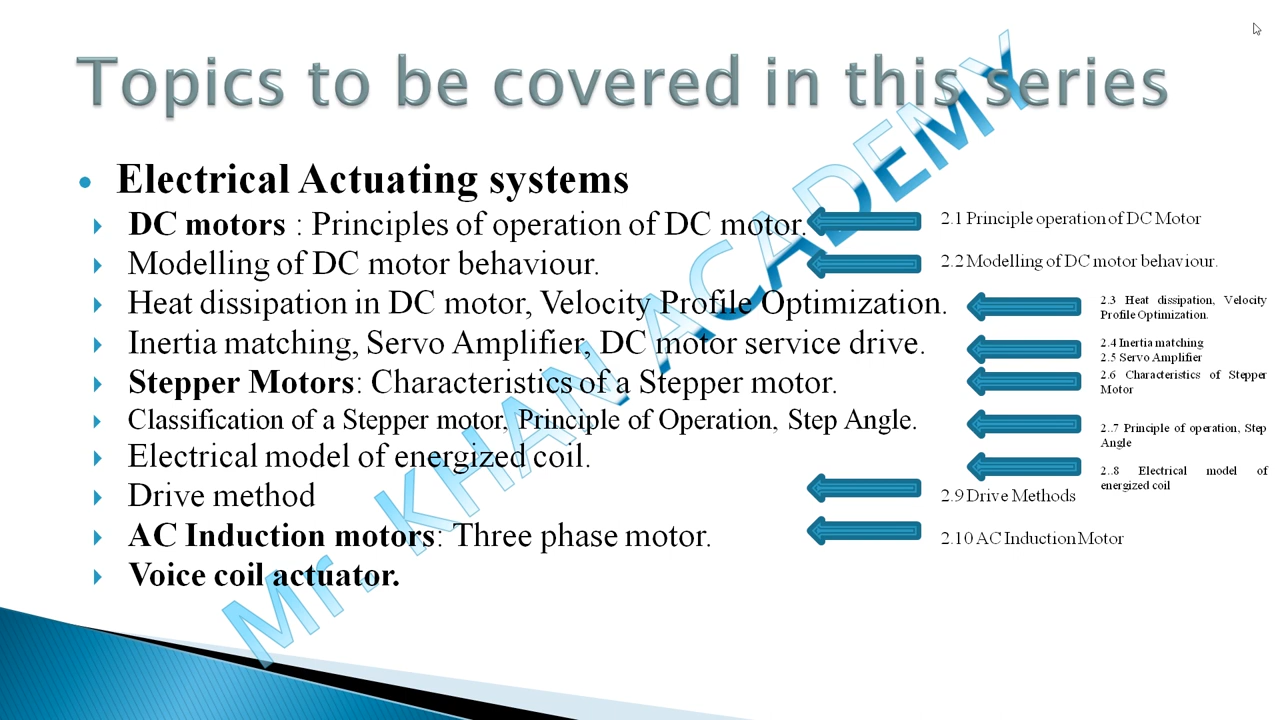 Topics to be covered in this series
• Electrical Actuating systems
DC motors : Principles of operation of DC motor.
2.1 Principle operation of DC Motor
Modelling of DC motor behaviour.
2.2 Modelling of DC motor behaviour.
Heat dissipation in DC motor, Velocity Profile Optimization.
2.3 Heat dissipation, Velocity
Profile Optimization.
Inertia matching, Servo Amplifier, DC motor service drive.
2.4 Inertia matching
2.5 Servo Amplifier
Stepper Motors: Characteristics of a Stepper motor.
2.6 Characteristics of Stepper
Motor
Classification of a Stepper motor, Principle of Operation, Step Angle.
2..7 Principle of operation, Step
Angle
Electrical model of energized coil.
2..8 Electrical model of
energized coil
Drive method
2.9 Drive Methods
AC Induction motors: Three phase motor.
2.10 AC Induction Motor
Voice coil actuator.
Mr. KHAN ACADEMY